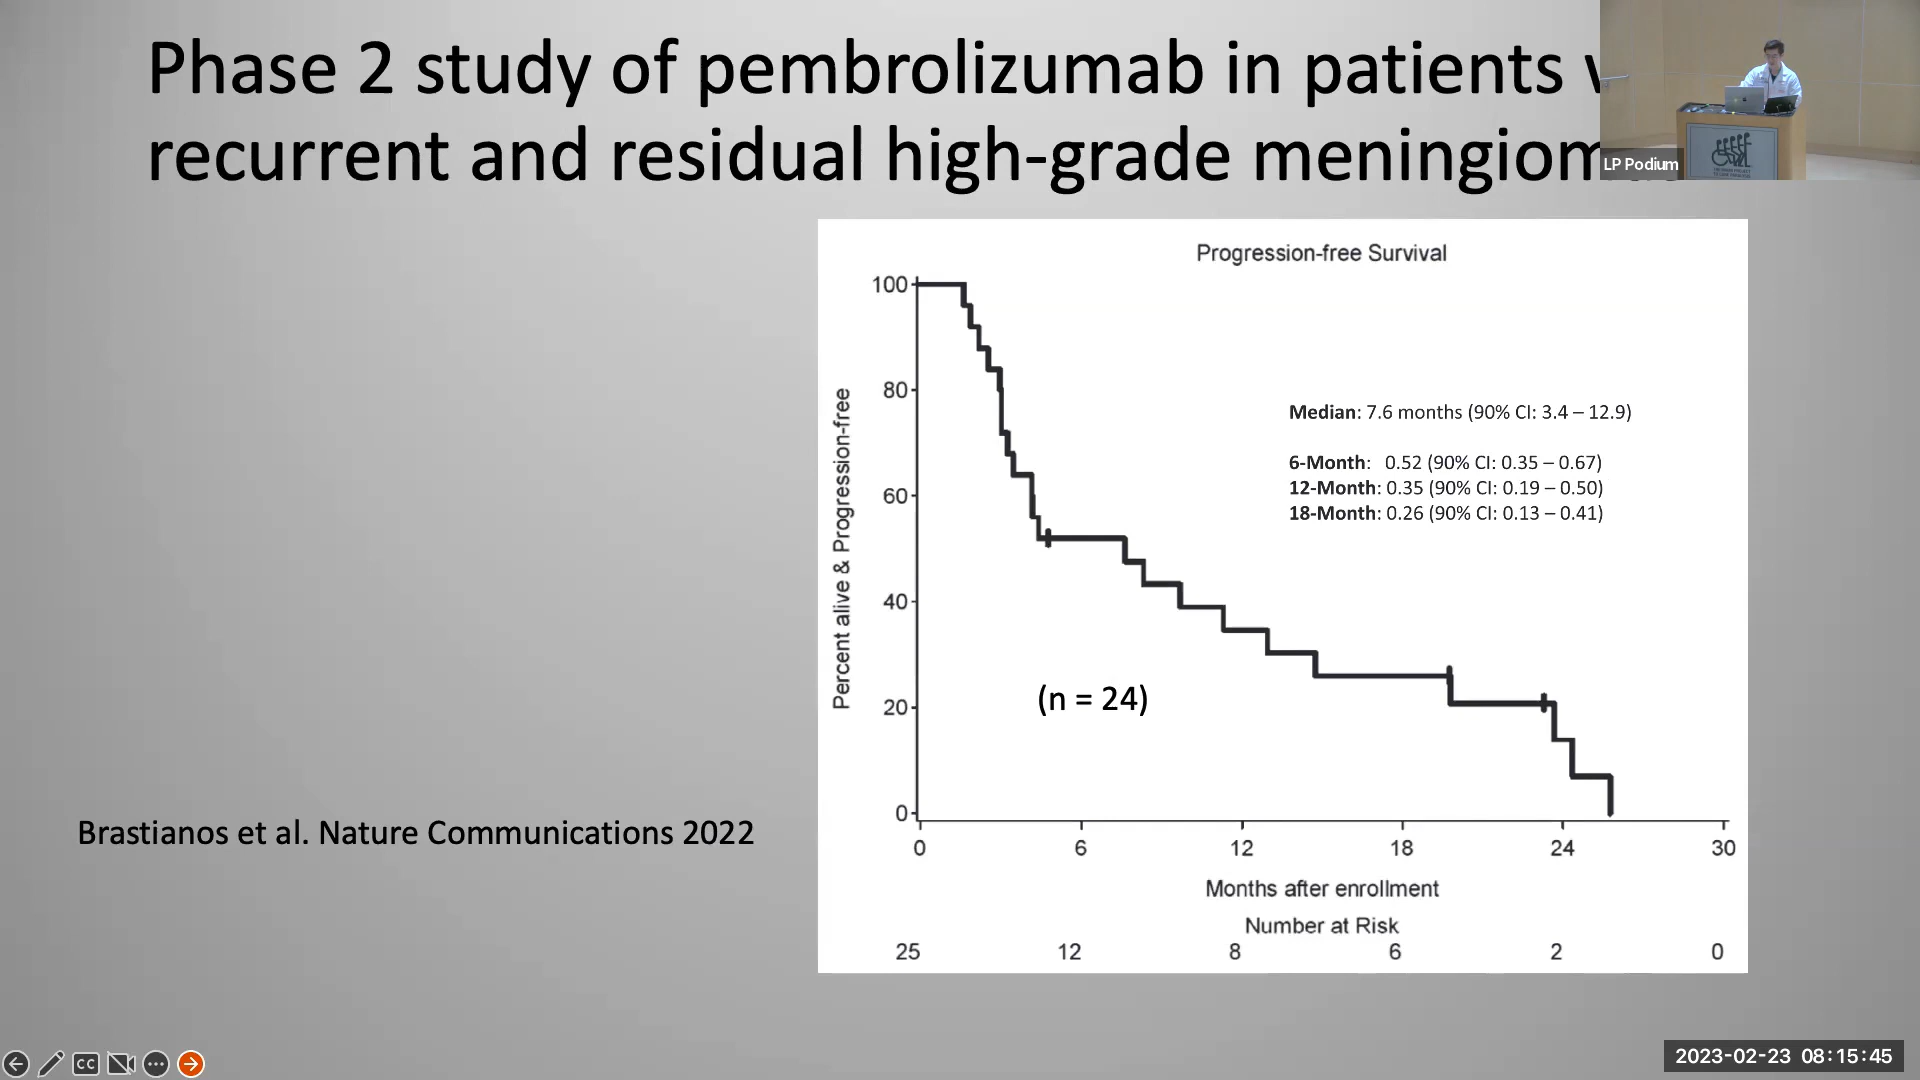 Phase 2 study of pembrolizumab in patients
recurrent and residual high-grade
LP Podium
Progression-free Survival
Percent alive & Progression-free
100
80
60
40
20
0
Median: 7.6 months (90% CI: 3.4 – 12.9)
6-Month: 0.52 (90% CI: 0.35 – 0.67)
12-Month: 0.35 (90% CI: 0.19 – 0.50)
18-Month: 0.26 (90% CI: 0.13 – 0.41)
(n = 24)
0 6 12 18 24 30
Months after enrollment
Number at Risk
25 12 8 6 2 0
Brastianos et al. Nature Communications 2022
CC
2023-02-23 08:15:45